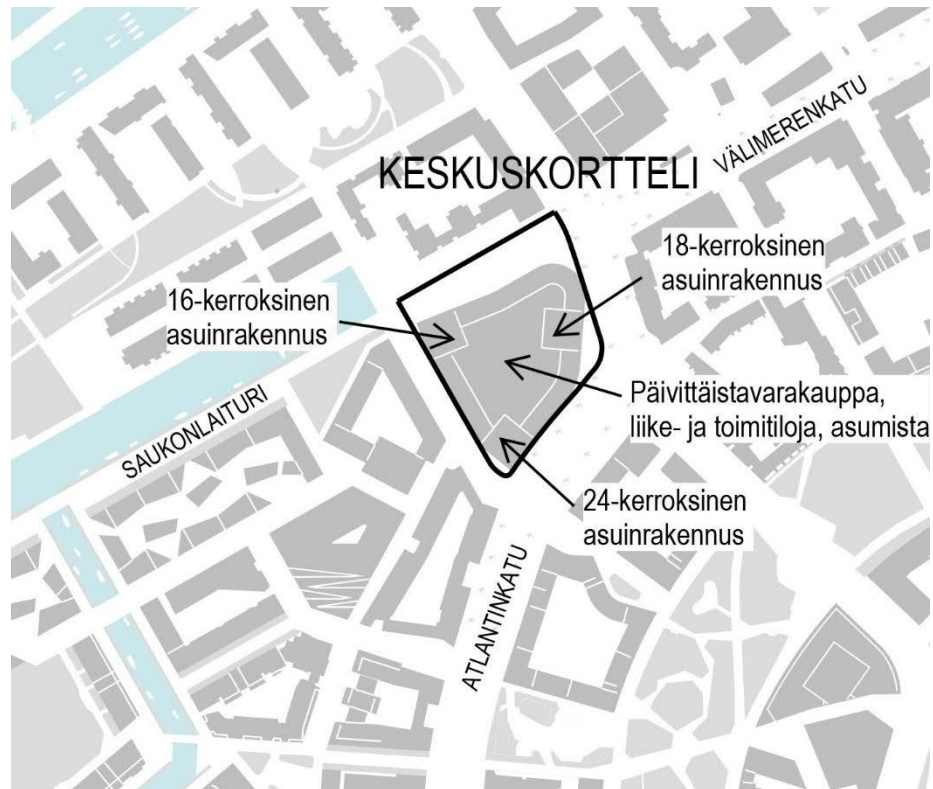 VÄLIMERENKATU
KESKUSKORTTELI
18-kerroksinen
asuinrakennus
16-kerroksinen
asuinrakennus
Päivittäistavarakauppa,
liike- ja toimitiloja, asumista
SAUKONLAITURI
24-kerroksinen
asuinrakennus
ATLANTINKATU